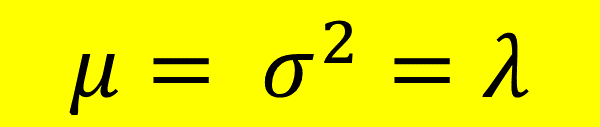 μ = σ² = λ